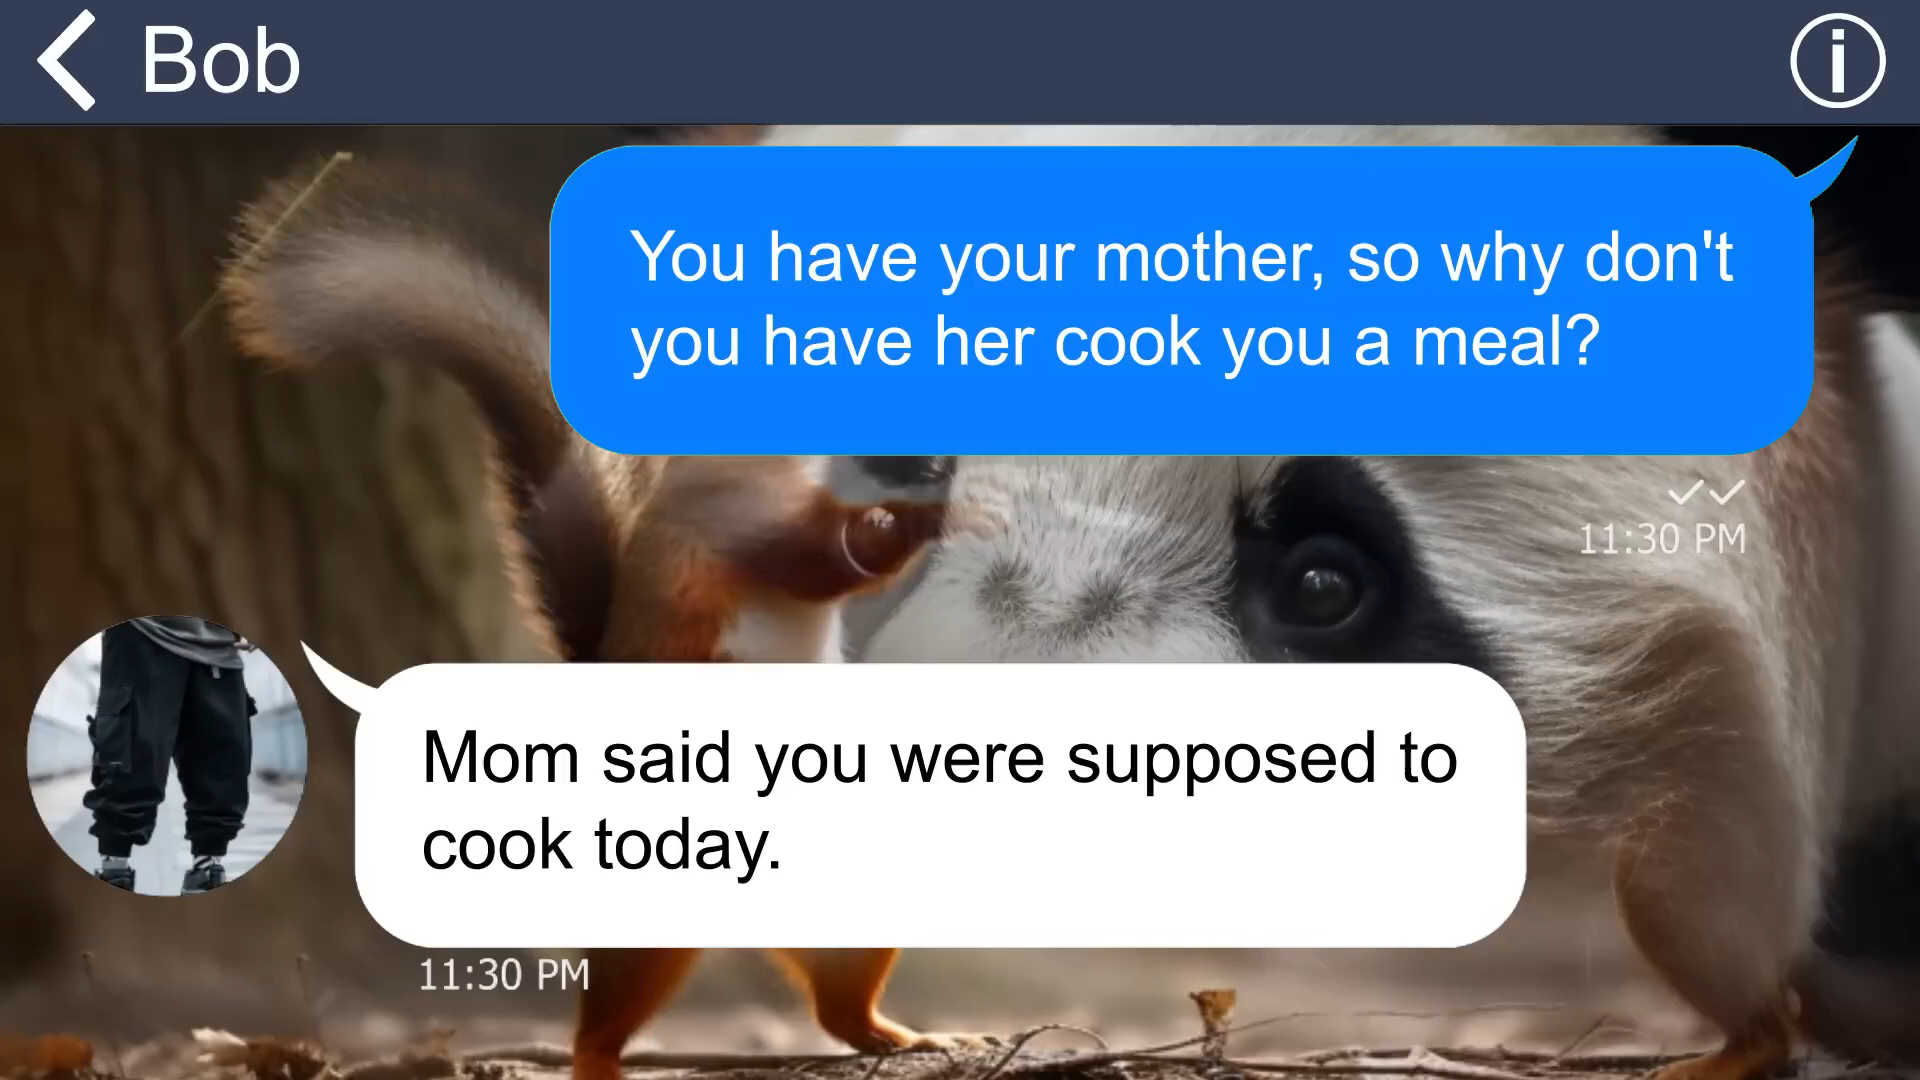 Bob
You have your mother, so why don't
you have her cook you a meal?
11:30 PM
Mom said you were supposed to
cook today.
11:30 PM